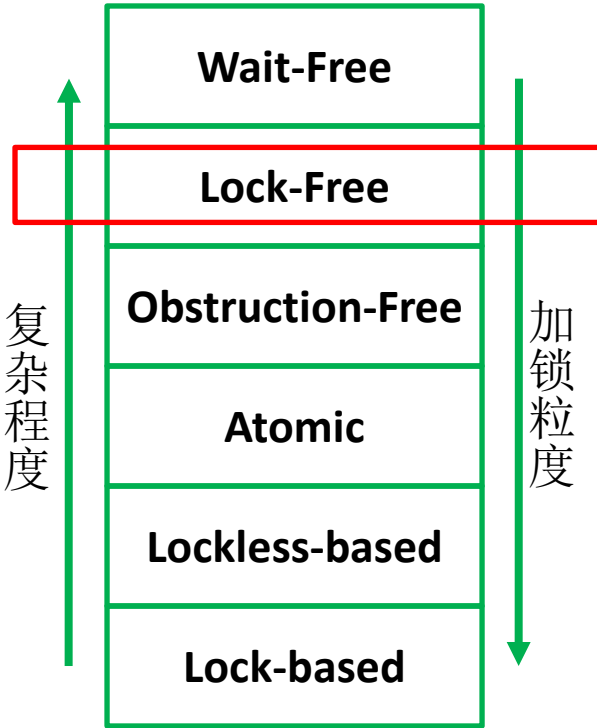 Wait-Free
Lock-Free
Obstruction-Free
Atomic
Lockless-based
Lock-based
复杂程度
加锁粒度